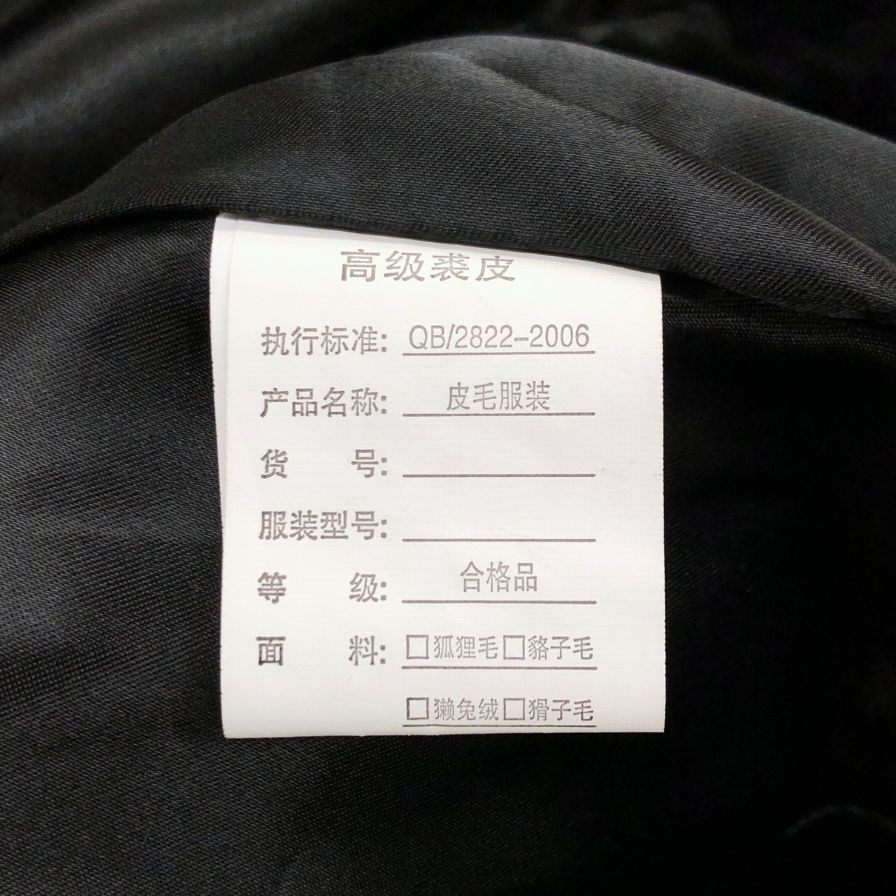 高级裘皮
执行标准: QB/2822-2006
产品名称: 皮毛服装
货 号:
服装型号:
等 级: 合格品
面 料: □狐狸毛□貉子毛
□獭兔绒□猾子毛